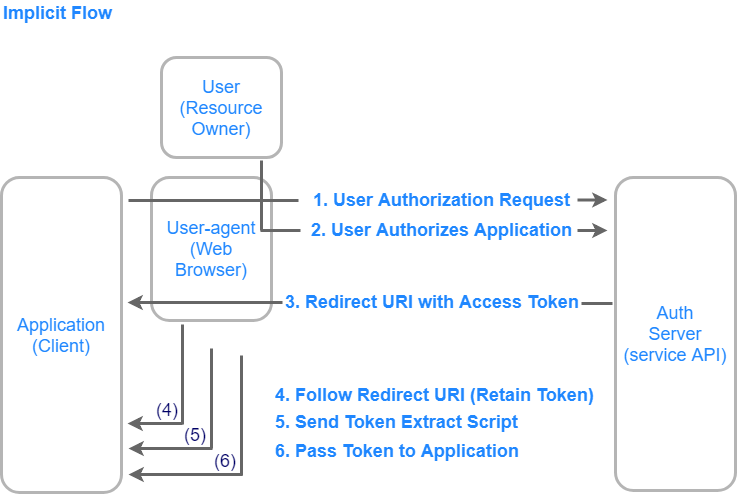 Implicit Flow
User
(Resource
Owner)
1. User Authorization Request
User-agent
(Web
Browser)
2. User Authorizes Application
3. Redirect URI with Access Token
Application
(Client)
Auth
Server
(service API)
4. Follow Redirect URI (Retain Token)
(4)
5. Send Token Extract Script
(5)
6. Pass Token to Application
(6)